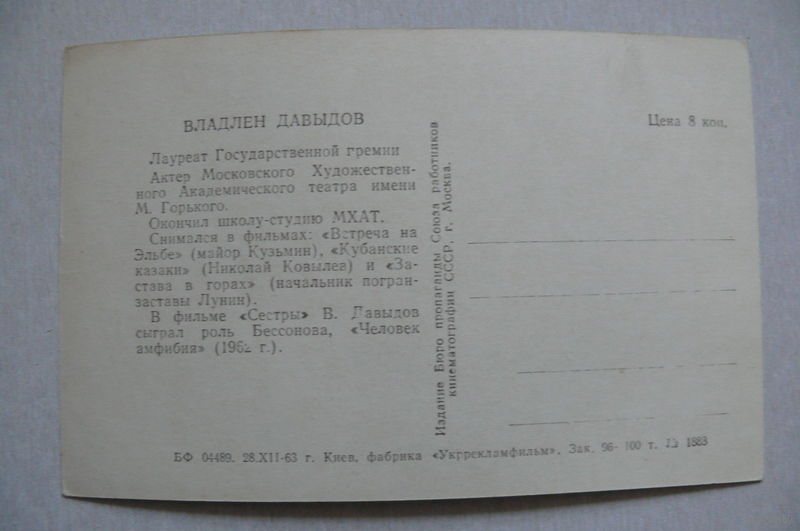 ВЛАДЛЕН ДАВЫДОВ
Лауреат Государственной гремии
Актер Московского Художествен-
ного Академического театра имени
М. Горького.
Окончил школу-студию МХАТ.
Снимался в фильмах: «Встреча на
Эльбе» (майор Кузьмин), «Кубанские
казаки» (Николай Ковылев) и «За-
става в горах» (начальник погран-
заставы Лунин).
В фильме «Сестры» В. Давыдов
сыграл роль Бессонова, «Человек
амфибия» (1962 г.).
Издание Бюро пропаганды Союза работников
кинематографии СССР, г. Москва.
Цена 8 коп.
БФ 04489. 28.XII-63 г. Киев, фабрика «Укррекламфильм». Зак. 96- 100 т. № 1883